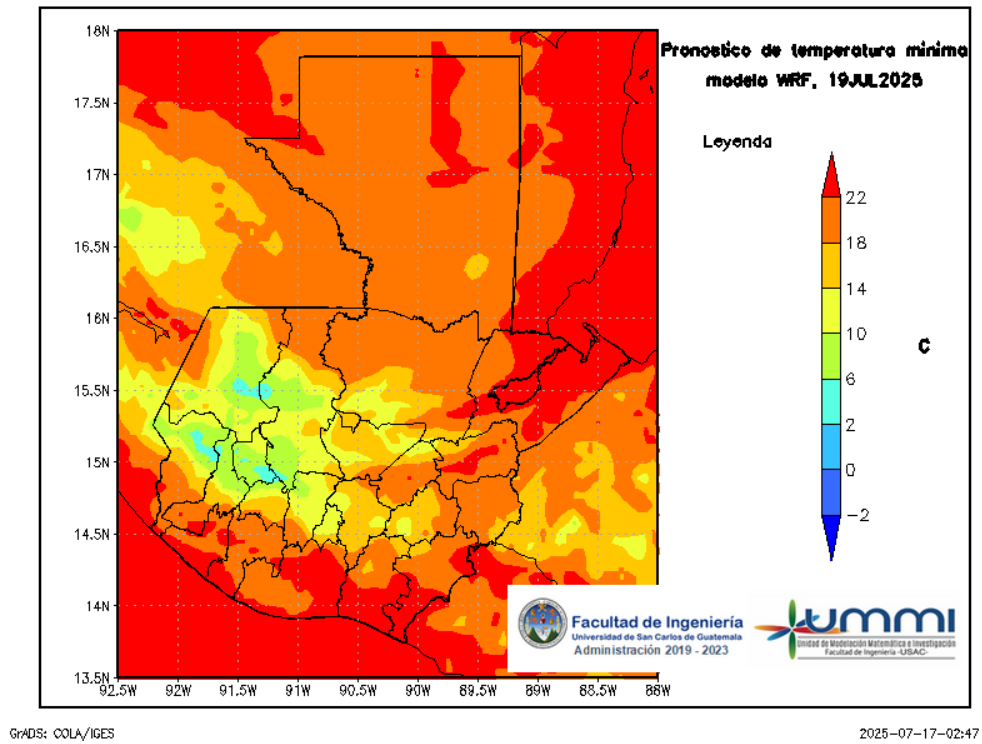 Pronostico de temperatura minima
modelo WRF, 19JUL2025
Leyenda
22
18
14
10
6
2
0
-2
C
18N
17.5N
17N
16.5N
16N
15.5N
15N
14.5N
14N
13.5N
92.5W 92W 91.5W 91W 90.5W 90W 89.5W 89W 88.5W 88W
Facultad de Ingeniería
Universidad de San Carlos de Guatemala
Administración 2019 - 2023
ummi
Unidad de Modelación Matemática e Investigación
Facultad de Ingeniería -USAC-
GrADS: COLA/IGES
2025-07-17-02:47